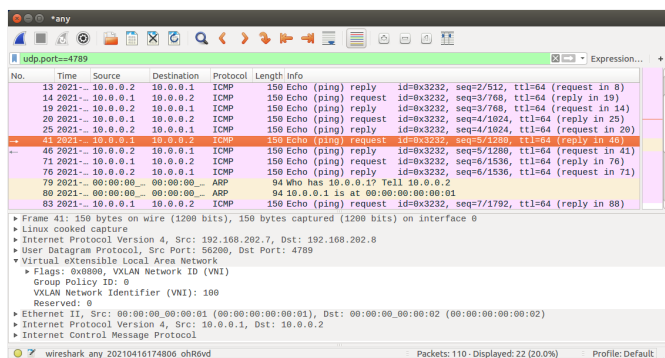 *any
udp.port==4789
Expression... +
No. Time Source Destination Protocol Length Info
13 2021-… 10.0.0.2 10.0.0.1 ICMP 150 Echo (ping) reply id=0x3232, seq=2/512, ttl=64 (request in 8)
14 2021-… 10.0.0.1 10.0.0.2 ICMP 150 Echo (ping) request id=0x3232, seq=3/768, ttl=64 (reply in 19)
19 2021-… 10.0.0.2 10.0.0.1 ICMP 150 Echo (ping) reply id=0x3232, seq=3/768, ttl=64 (request in 14)
20 2021-… 10.0.0.1 10.0.0.2 ICMP 150 Echo (ping) request id=0x3232, seq=4/1024, ttl=64 (reply in 25)
25 2021-… 10.0.0.2 10.0.0.1 ICMP 150 Echo (ping) reply id=0x3232, seq=4/1024, ttl=64 (request in 20)
41 2021-… 10.0.0.1 10.0.0.2 ICMP 150 Echo (ping) request id=0x3232, seq=5/1280, ttl=64 (reply in 46)
46 2021-… 10.0.0.2 10.0.0.1 ICMP 150 Echo (ping) reply id=0x3232, seq=5/1280, ttl=64 (request in 41)
71 2021-… 10.0.0.1 10.0.0.2 ICMP 150 Echo (ping) request id=0x3232, seq=6/1536, ttl=64 (reply in 76)
76 2021-… 10.0.0.2 10.0.0.1 ICMP 150 Echo (ping) reply id=0x3232, seq=6/1536, ttl=64 (request in 71)
79 2021-… 00:00:00_… 00:00:00_… ARP 94 Who has 10.0.0.1? Tell 10.0.0.2
80 2021-… 00:00:00_… 00:00:00_… ARP 94 10.0.0.1 is at 00:00:00:00:00:01
83 2021-… 10.0.0.1 10.0.0.2 ICMP 150 Echo (ping) request id=0x3232, seq=7/1792, ttl=64 (reply in 88)
Frame 41: 150 bytes on wire (1200 bits), 150 bytes captured (1200 bits) on interface 0
Linux cooked capture
Internet Protocol Version 4, Src: 192.168.202.7, Dst: 192.168.202.8
User Datagram Protocol, Src Port: 56200, Dst Port: 4789
Virtual eXtensible Local Area Network
Flags: 0x0800, VXLAN Network ID (VNI)
Group Policy ID: 0
VXLAN Network Identifier (VNI): 100
Reserved: 0
Ethernet II, Src: 00:00:00_00:00:01 (00:00:00:00:00:01), Dst: 00:00:00_00:00:02 (00:00:00:00:00:02)
Internet Protocol Version 4, Src: 10.0.0.1, Dst: 10.0.0.2
Internet Control Message Protocol
wireshark_any_20210416174806_ohR6vd Packets: 110 · Displayed: 22 (20.0%) Profile: Default